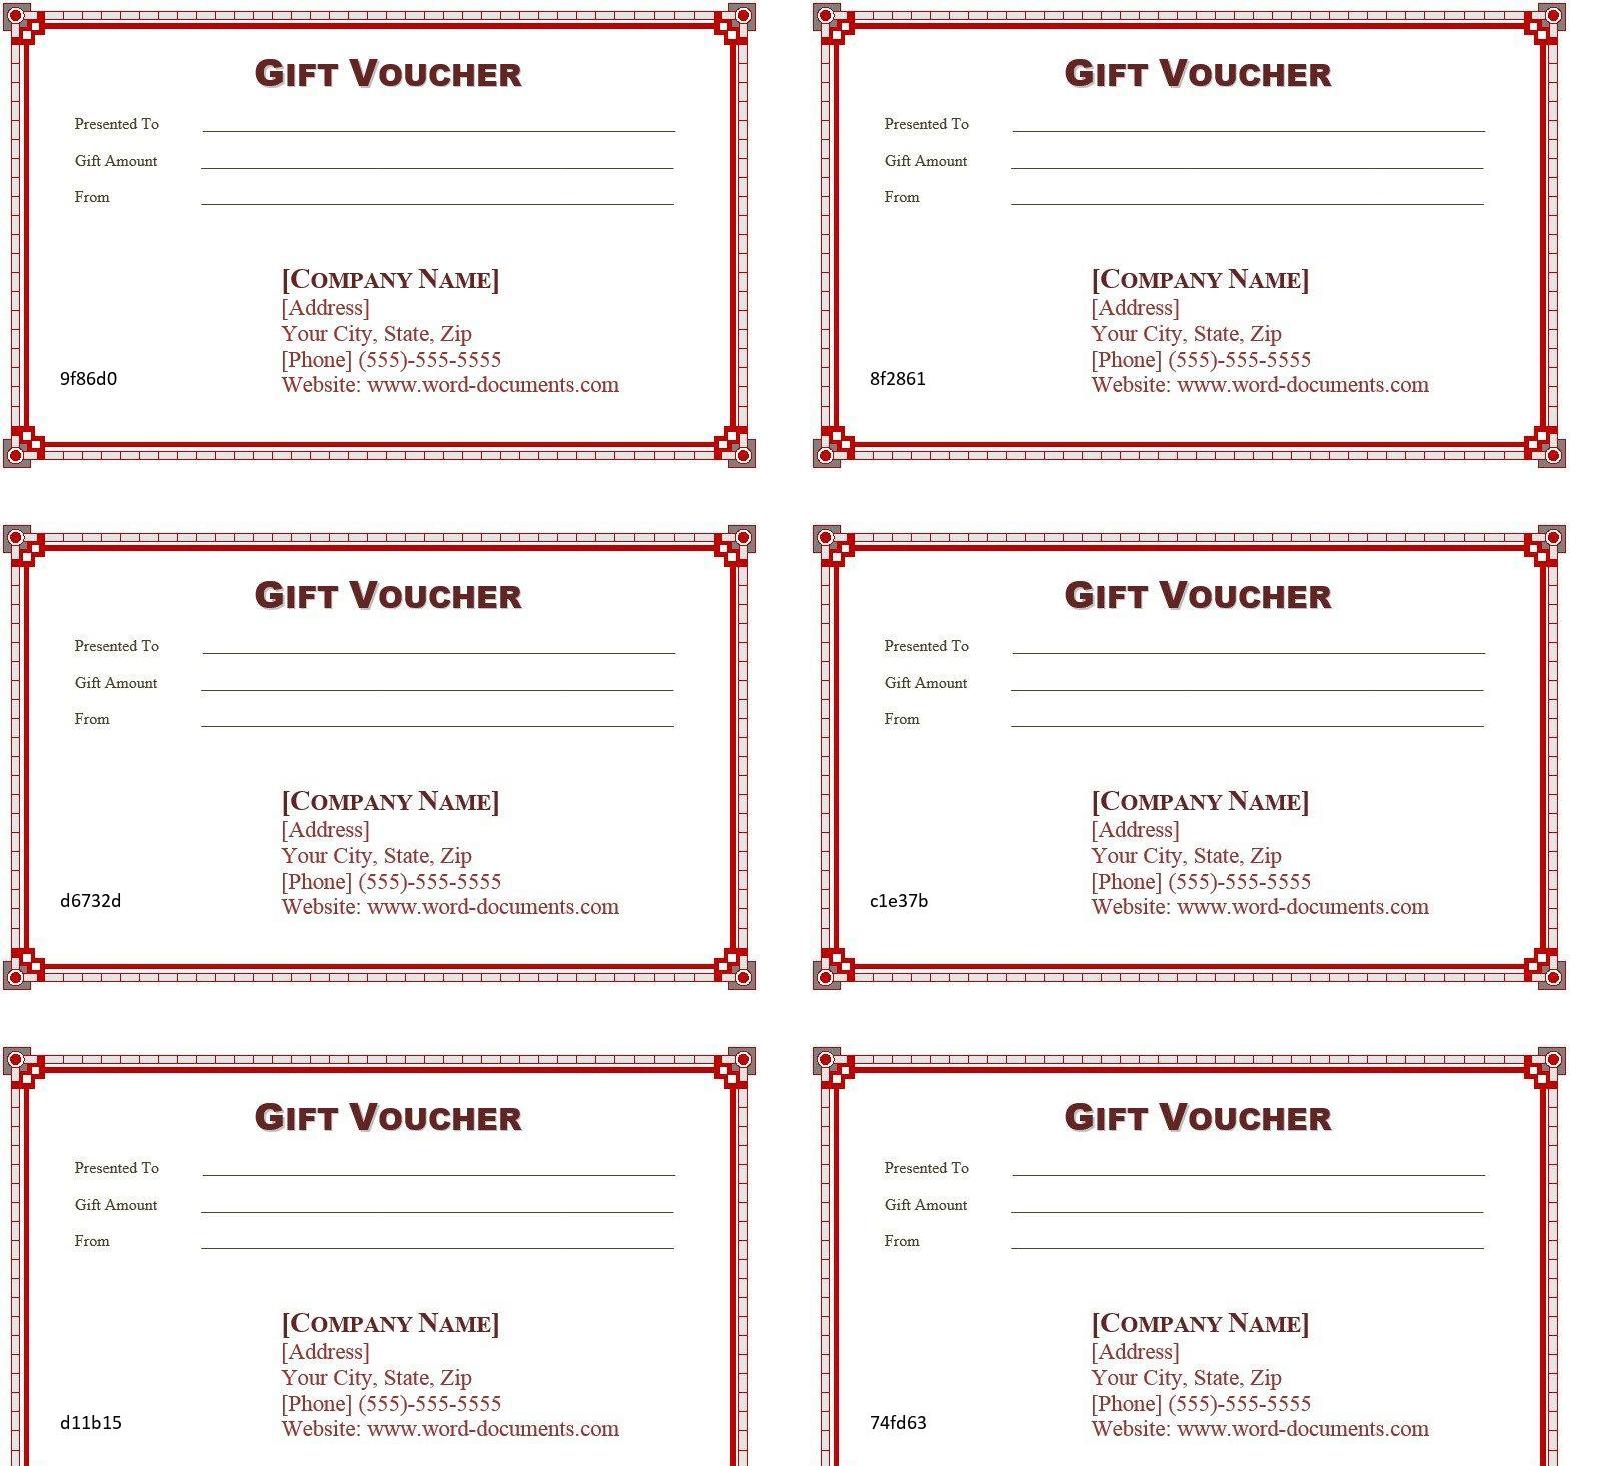 GIFT VOUCHER
Presented To
Gift Amount
From
[COMPANY NAME]
[Address]
Your City, State, Zip
[Phone] (555)-555-5555
Website: www.word-documents.com
9f86d0
GIFT VOUCHER
Presented To
Gift Amount
From
[COMPANY NAME]
[Address]
Your City, State, Zip
[Phone] (555)-555-5555
Website: www.word-documents.com
8f2861
GIFT VOUCHER
Presented To
Gift Amount
From
[COMPANY NAME]
[Address]
Your City, State, Zip
[Phone] (555)-555-5555
Website: www.word-documents.com
d6732d
GIFT VOUCHER
Presented To
Gift Amount
From
[COMPANY NAME]
[Address]
Your City, State, Zip
[Phone] (555)-555-5555
Website: www.word-documents.com
c1e37b
GIFT VOUCHER
Presented To
Gift Amount
From
[COMPANY NAME]
[Address]
Your City, State, Zip
[Phone] (555)-555-5555
Website: www.word-documents.com
d11b15
GIFT VOUCHER
Presented To
Gift Amount
From
[COMPANY NAME]
[Address]
Your City, State, Zip
[Phone] (555)-555-5555
Website: www.word-documents.com
74fd63